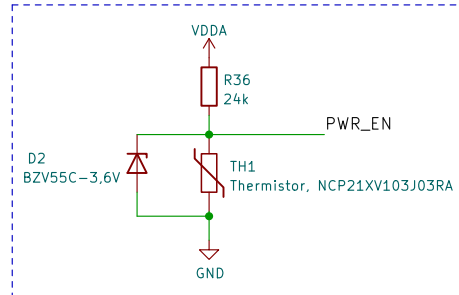 VDDA
R36
24k
PWR_EN
D2
BZV55C-3,6V
TH1
Thermistor, NCP21XV103J03RA
GND